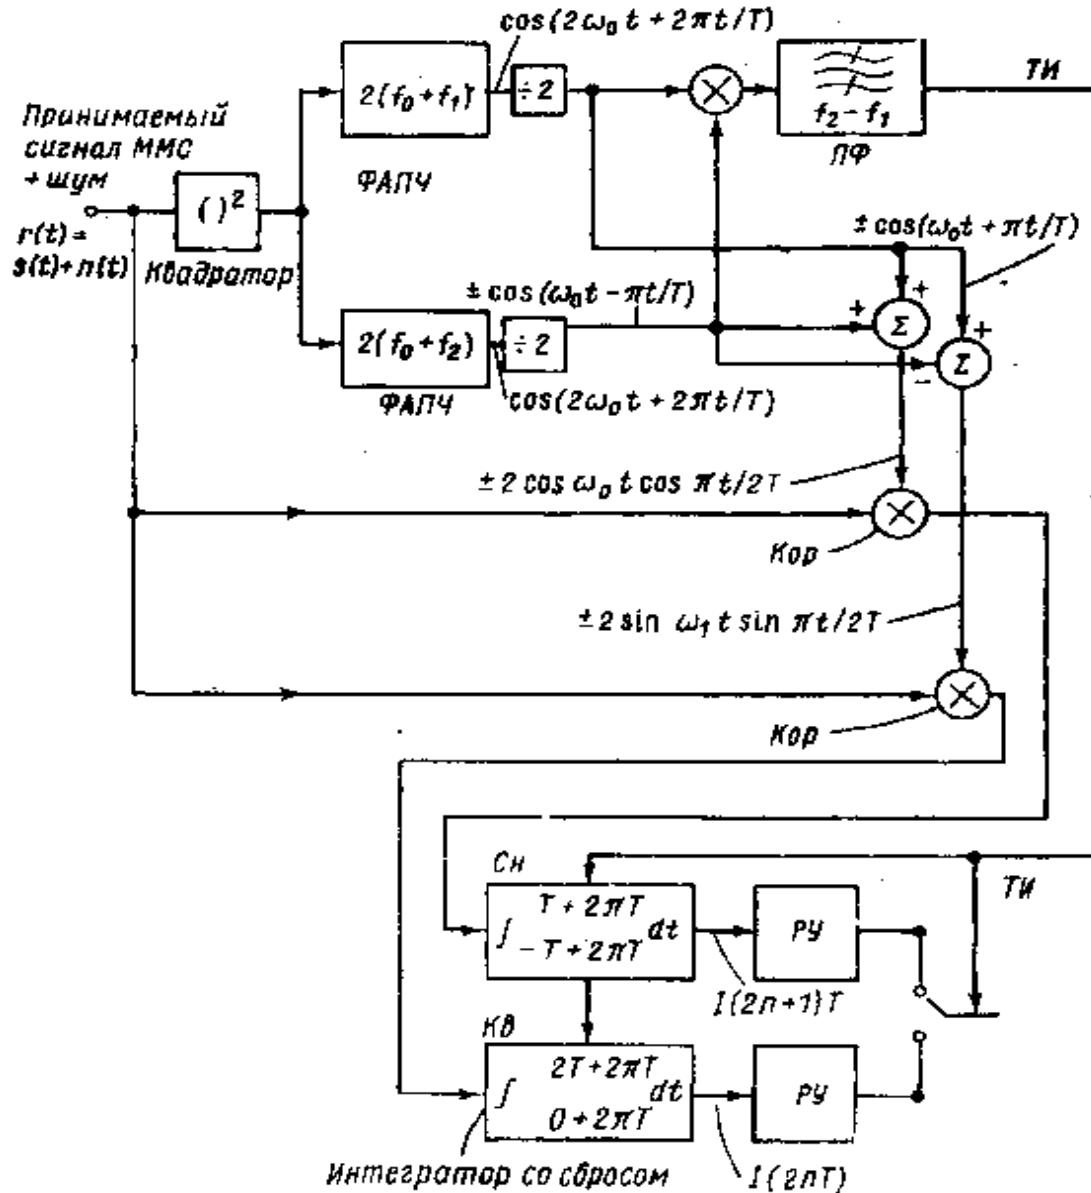 cos(2ω₀t + 2πt/T)
2(f₀+f₁)
÷2
ФАПЧ
f₂-f₁
ПФ
ТИ
Принимаемый
сигнал ММС
+ шум
r(t)=
s(t)+n(t)
( )²
Квадратор
± cos(ω₀t + πt/T)
± cos(ω₀t - πt/T)
+
+
Σ
+
Σ
-
2(f₀+f₂)
÷2
ФАПЧ
cos(2ω₀t + 2πt/T)
± 2 cos ω₀ t cos πt/2T
Кор
± 2 sin ω₁ t sin πt/2T
Кор
Сн
ТИ
T + 2πT
∫ dt
-T + 2πT
РУ
I(2n+1)T
Кв
2T + 2πT
∫ dt
0 + 2πT
РУ
Интегратор со сбросом
I(2nT)